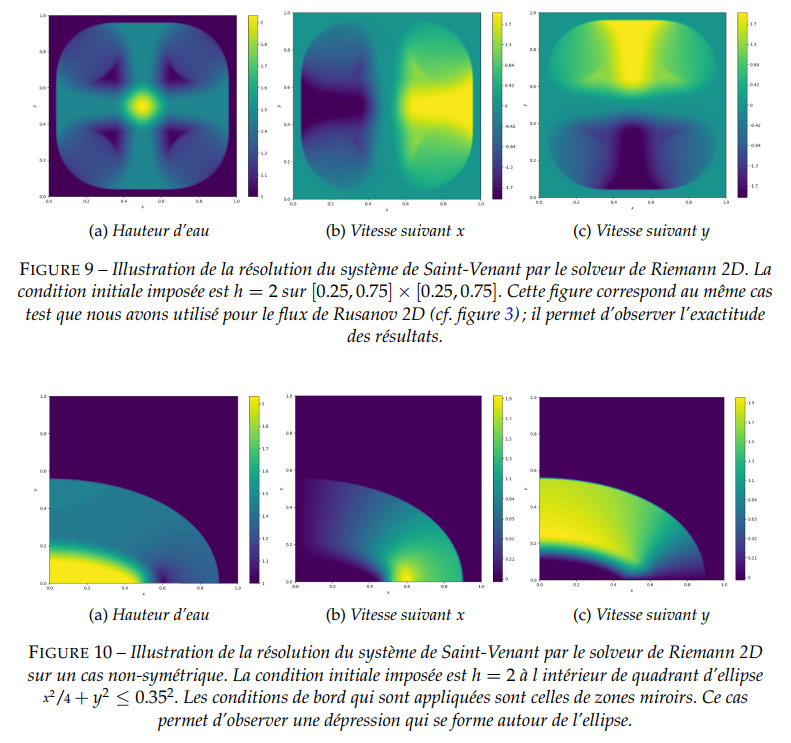 (a) Hauteur d'eau
(b) Vitesse suivant x
(c) Vitesse suivant y
FIGURE 9 – Illustration de la résolution du système de Saint-Venant par le solveur de Riemann 2D. La
condition initiale imposée est h = 2 sur [0.25, 0.75] × [0.25, 0.75]. Cette figure correspond au même cas
test que nous avons utilisé pour le flux de Rusanov 2D (cf. figure 3) ; il permet d'observer l'exactitude
des résultats.
(a) Hauteur d'eau
(b) Vitesse suivant x
(c) Vitesse suivant y
FIGURE 10 – Illustration de la résolution du système de Saint-Venant par le solveur de Riemann 2D
sur un cas non-symétrique. La condition initiale imposée est h = 2 à l intérieur de quadrant d'ellipse
x²/4 + y² ≤ 0.35². Les conditions de bord qui sont appliquées sont celles de zones miroirs. Ce cas
permet d'observer une dépression qui se forme autour de l'ellipse.